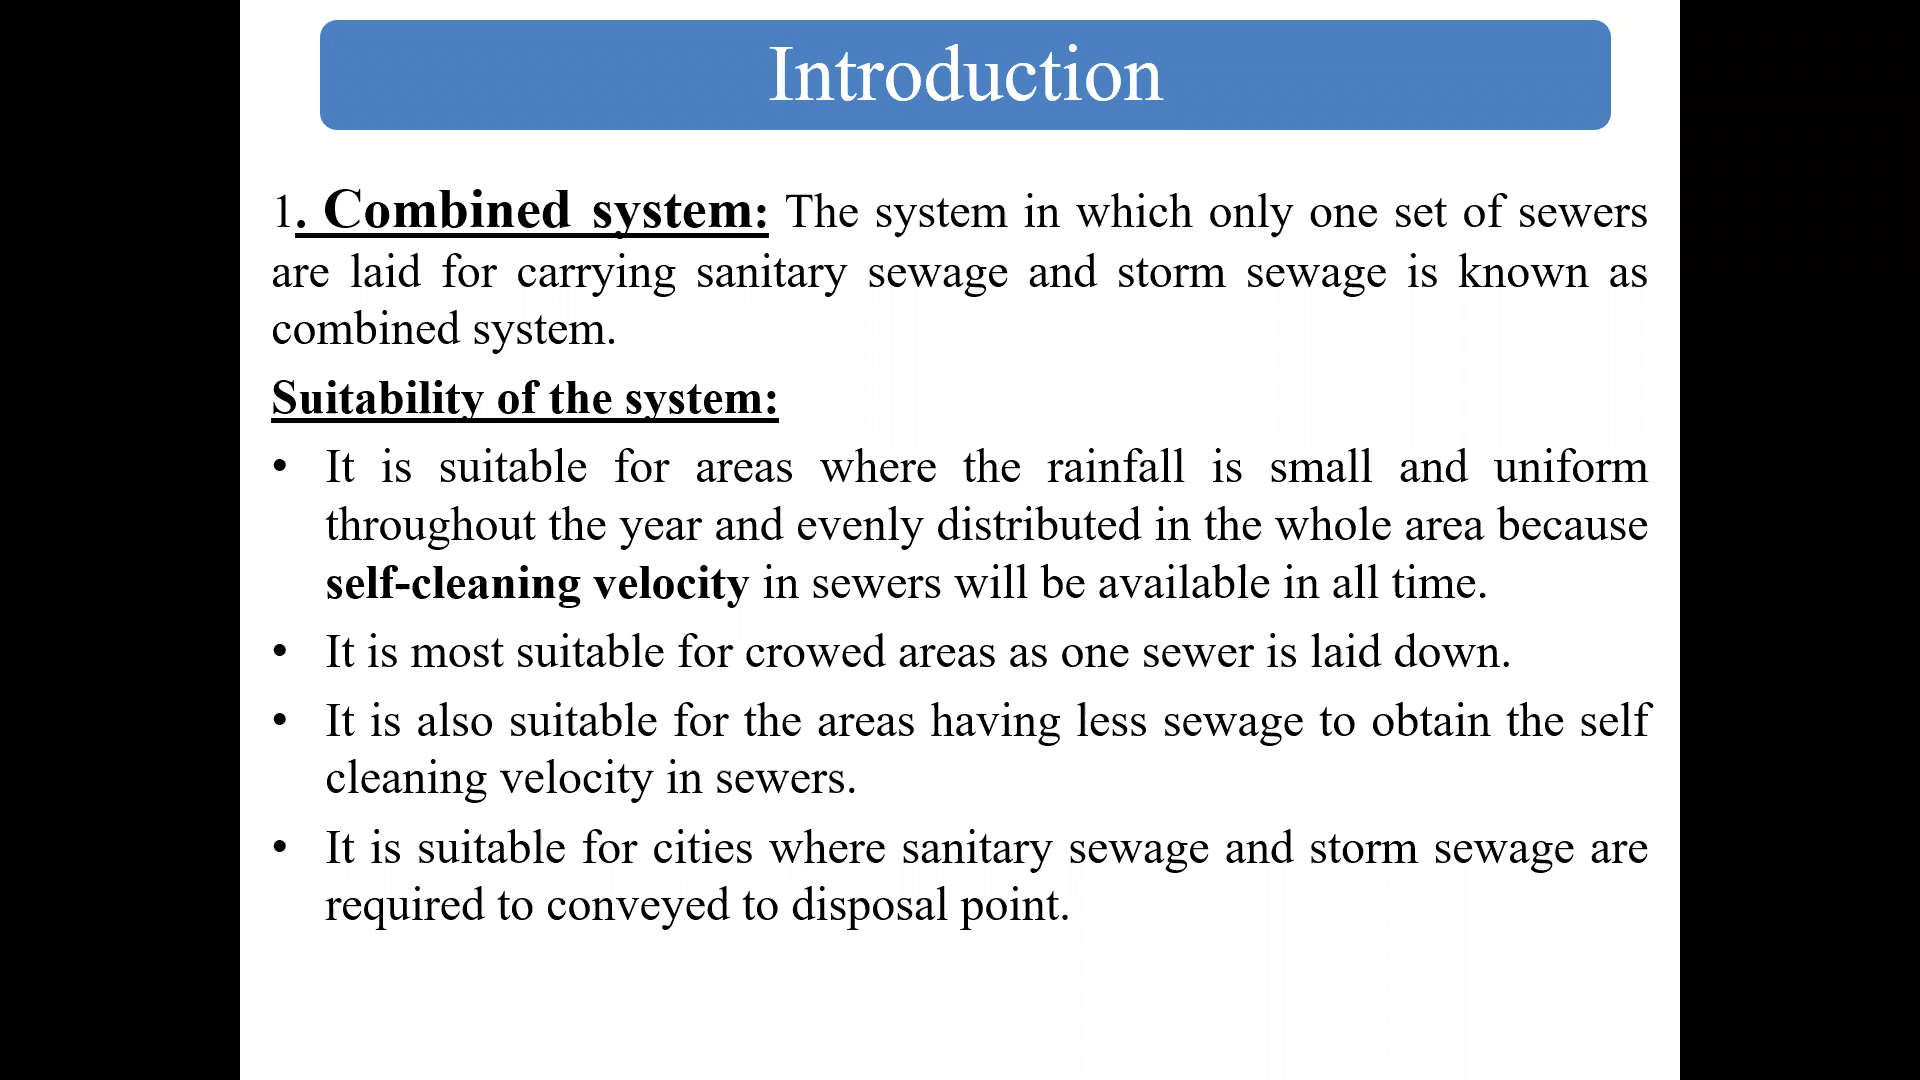 Introduction
1. Combined system: The system in which only one set of sewers
are laid for carrying sanitary sewage and storm sewage is known as
combined system.
Suitability of the system:
• It is suitable for areas where the rainfall is small and uniform
throughout the year and evenly distributed in the whole area because
self-cleaning velocity in sewers will be available in all time.
• It is most suitable for crowed areas as one sewer is laid down.
• It is also suitable for the areas having less sewage to obtain the self
cleaning velocity in sewers.
• It is suitable for cities where sanitary sewage and storm sewage are
required to conveyed to disposal point.